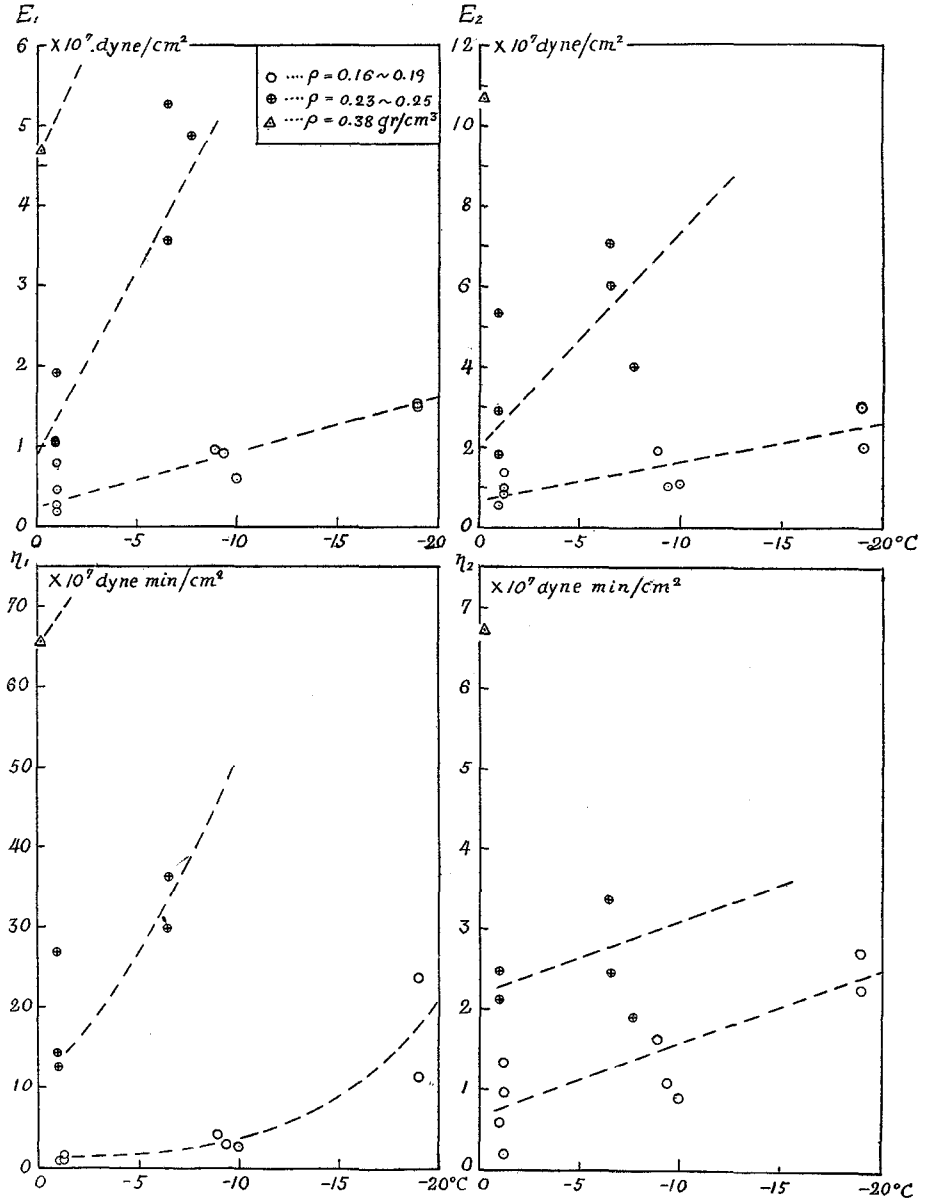 E₁
×10⁷ dyne/cm²
6
5
4
3
2
1
0
0 -5 -10 -15 -20
○ ···· ρ = 0.16~0.19
⊕ ···· ρ = 0.23~0.25
△ ···· ρ = 0.38 gr/cm³
E₂
×10⁷ dyne/cm²
12
10
8
6
4
2
0
0 -5 -10 -15 -20°C
η₁
×10⁷ dyne min/cm²
70
60
50
40
30
20
10
0
0 -5 -10 -15 -20°C
η₂
×10⁷ dyne min/cm²
7
6
5
4
3
2
1
0
0 -5 -10 -15 -20°C